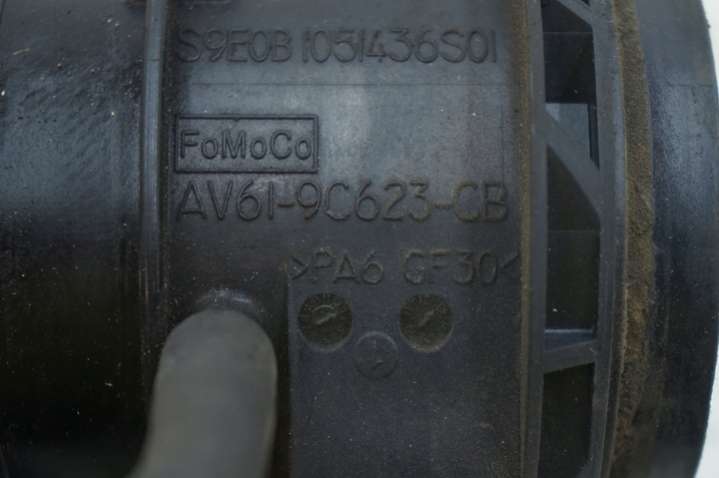 S9E0B 1051436S01
FoMoCo
AV61-9C623-CB
>PA6 GF30<